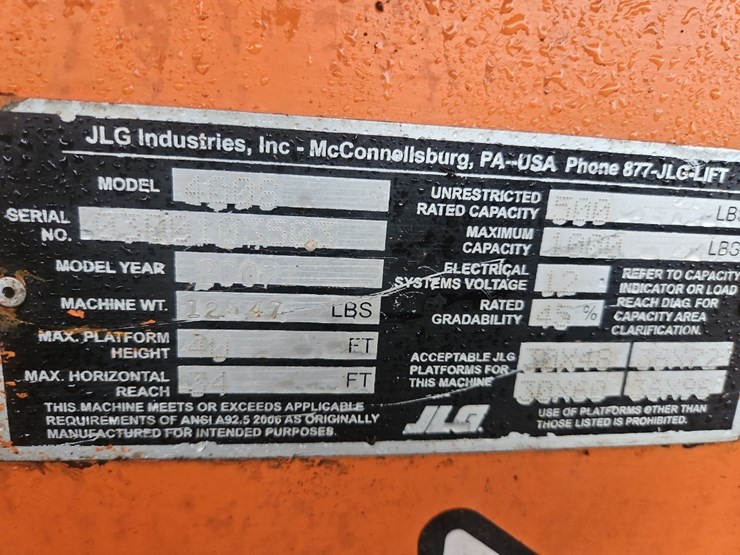 JLG Industries, Inc - McConnellsburg, PA--USA Phone 877-JLG-LIFT
MODEL
SERIAL NO.
MODEL YEAR
MACHINE WT. LBS
MAX. PLATFORM HEIGHT FT
MAX. HORIZONTAL REACH FT
THIS MACHINE MEETS OR EXCEEDS APPLICABLE
REQUIREMENTS OF ANSI A92.5 2006 AS ORIGINALLY
MANUFACTURED FOR INTENDED PURPOSES.
UNRESTRICTED
RATED CAPACITY 500 LBS
MAXIMUM
CAPACITY LBS
ELECTRICAL
SYSTEMS VOLTAGE 12
RATED
GRADABILITY 45 %
REFER TO CAPACITY
INDICATOR OR LOAD
REACH DIAG FOR
CAPACITY AREA
CLARIFICATION.
ACCEPTABLE JLG
PLATFORMS FOR
THIS MACHINE
JLG
USE OF PLATFORMS OTHER THAN
THOSE LISTED IS PROHIBITED.